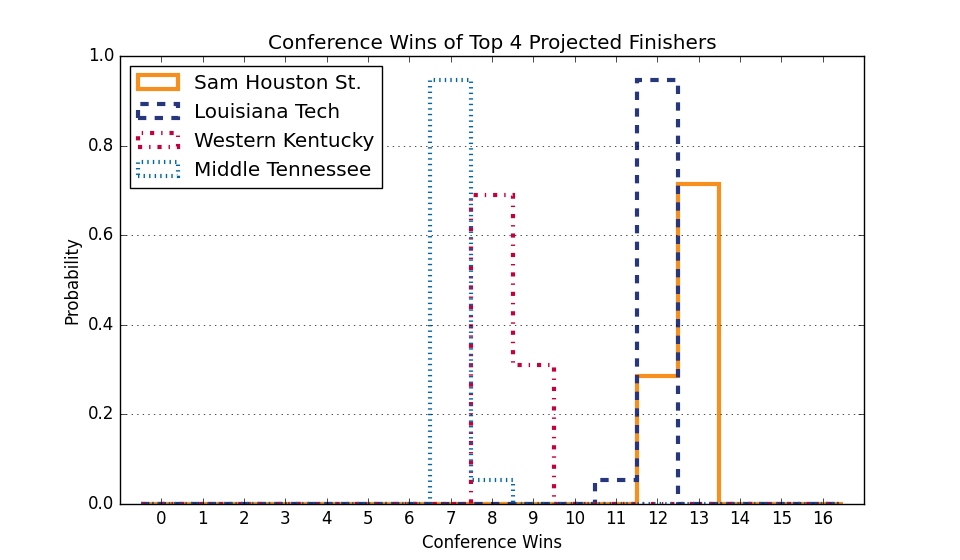 Conference Wins of Top 4 Projected Finishers
1.0
0.8
0.6
0.4
0.2
0.0
Probability
Sam Houston St.
Louisiana Tech
Western Kentucky
Middle Tennessee
0 1 2 3 4 5 6 7 8 9 10 11 12 13 14 15 16
Conference Wins